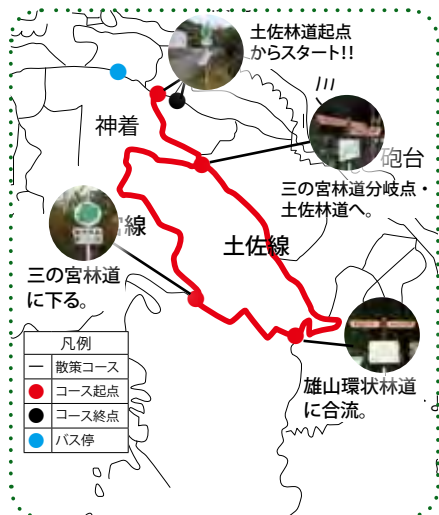 土佐林道起点
からスタート!!
神着
砲台
三の宮林道分岐点・
土佐林道へ。
線
土佐線
三の宮林道
に下る。
凡例
散策コース
コース起点
コース終点
バス停
雄山環状林道
に合流。